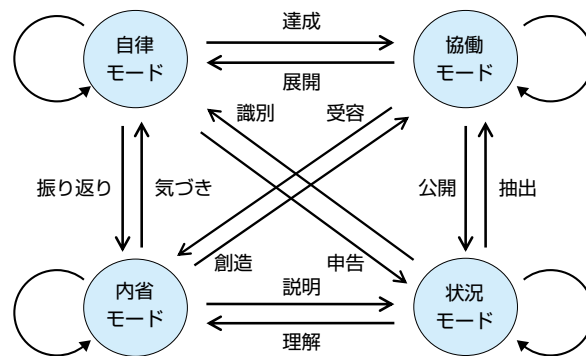 達成
自律
モード
協働
モード
展開
識別
受容
振り返り
気づき
公開
抽出
創造
申告
内省
モード
説明
状況
モード
理解